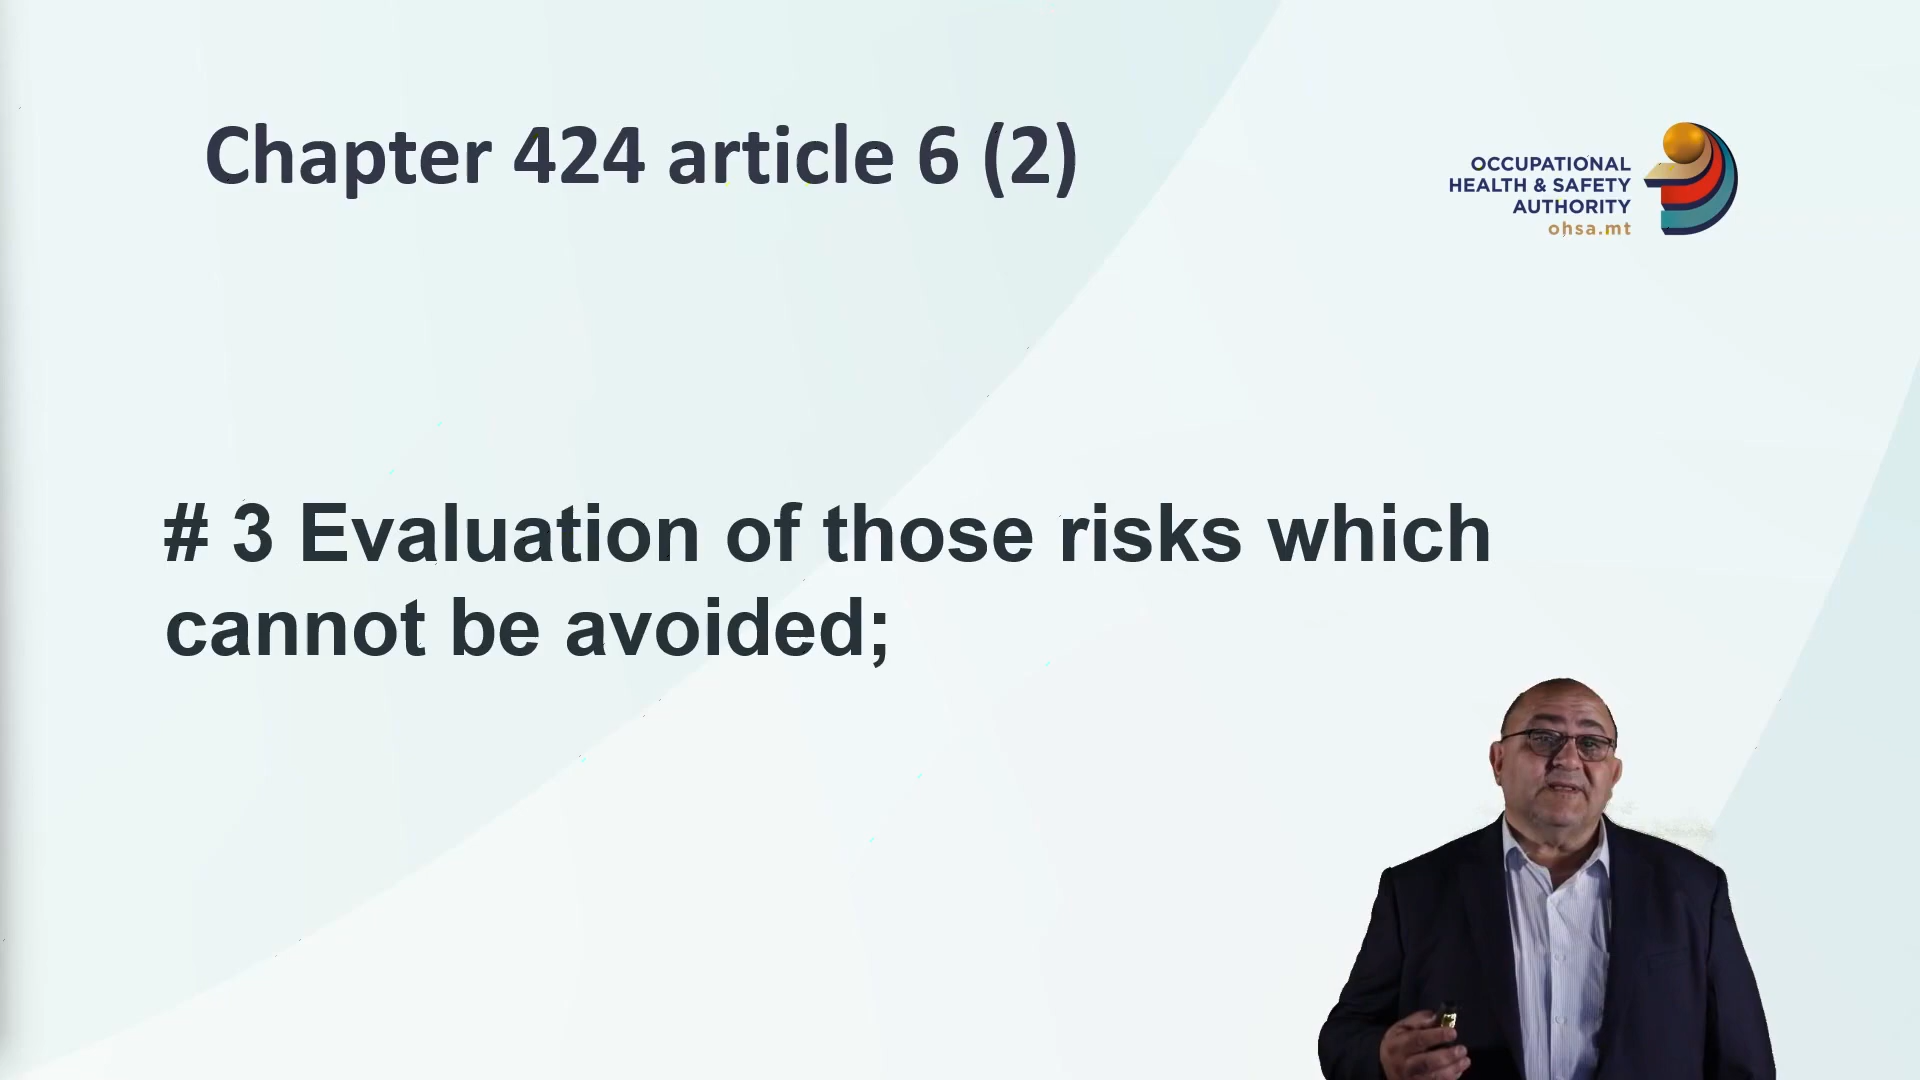 Chapter 424 article 6 (2)
OCCUPATIONAL
HEALTH & SAFETY
AUTHORITY
ohsa.mt
# 3 Evaluation of those risks which
cannot be avoided;